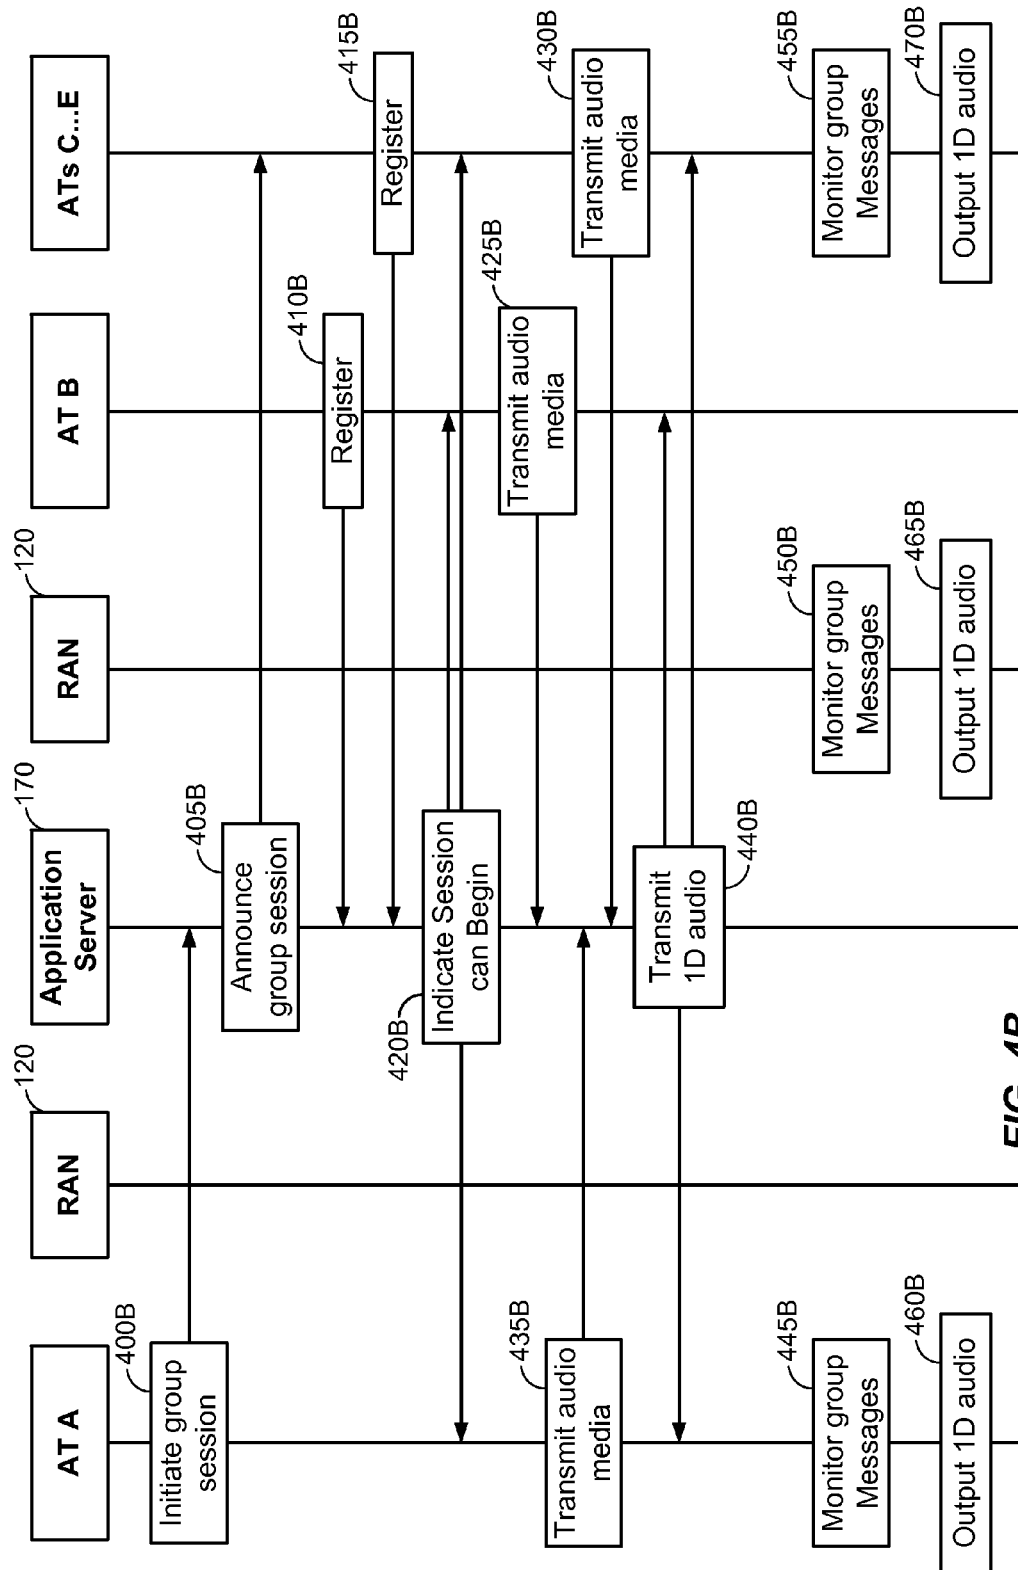 AT A
RAN
120
Application
Server
170
RAN
120
AT B
ATs C...E
400B
Initiate group
session
405B
Announce
group session
410B
Register
415B
Register
420B
Indicate Session
can Begin
425B
Transmit audio
media
430B
Transmit audio
media
435B
Transmit audio
media
Transmit
1D audio
440B
445B
Monitor group
Messages
450B
Monitor group
Messages
455B
Monitor group
Messages
460B
Output 1D audio
465B
Output 1D audio
470B
Output 1D audio
FIG. 4B